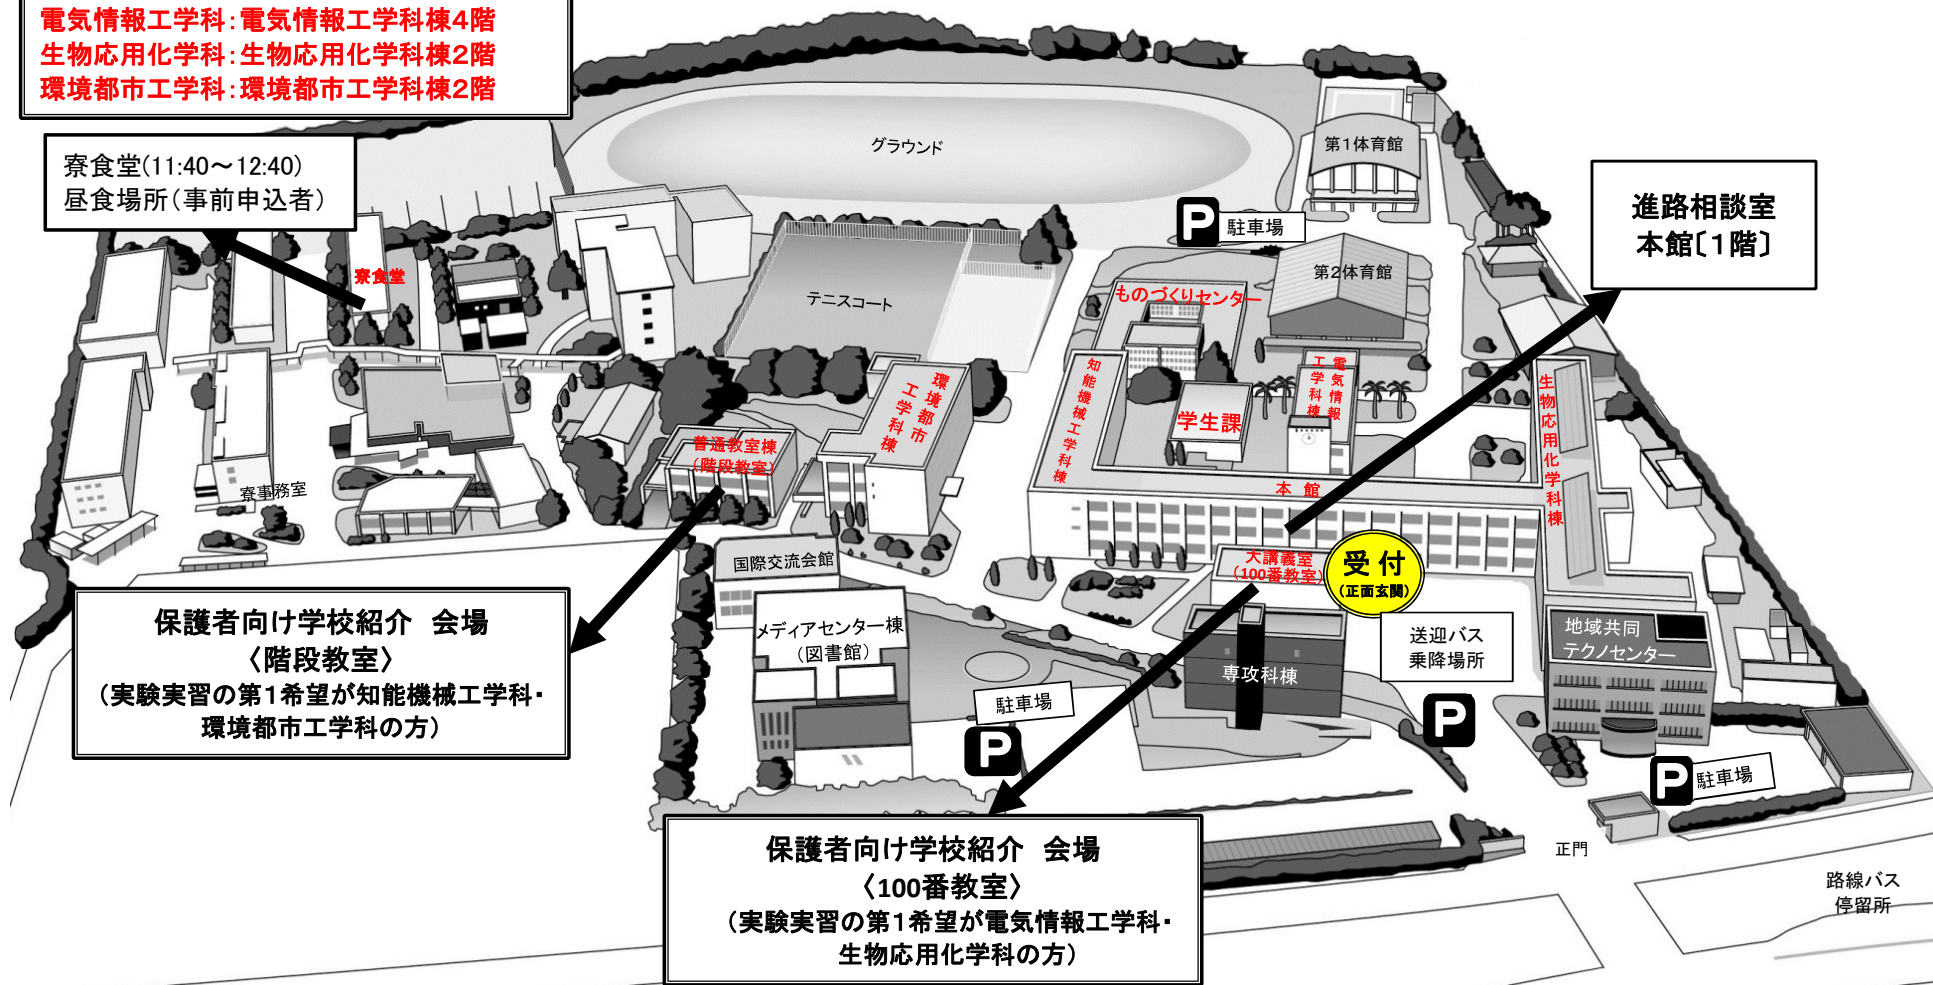 電気情報工学科:電気情報工学科棟4階
生物応用化学科:生物応用化学科棟2階
環境都市工学科:環境都市工学科棟2階
寮食堂(11:40～12:40)
昼食場所(事前申込者)
グラウンド
第1体育館
進路相談室
本館〔1階〕
P 駐車場
第2体育館
寮食堂
テニスコート
ものづくりセンター
知能機械工学科棟
電気情報
工学科棟
学生課
生物応用化学科棟
環境都市
工学科棟
普通教室棟
(階段教室)
寮事務室
本館
国際交流会館
大講義室
(100番教室)
受付
(正面玄関)
保護者向け学校紹介 会場
〈階段教室〉
(実験実習の第1希望が知能機械工学科・
環境都市工学科の方)
メディアセンター棟
(図書館)
送迎バス
乗降場所
地域共同
テクノセンター
専攻科棟
駐車場
P
P
P 駐車場
保護者向け学校紹介 会場
〈100番教室〉
(実験実習の第1希望が電気情報工学科・
生物応用化学科の方)
正門
路線バス
停留所